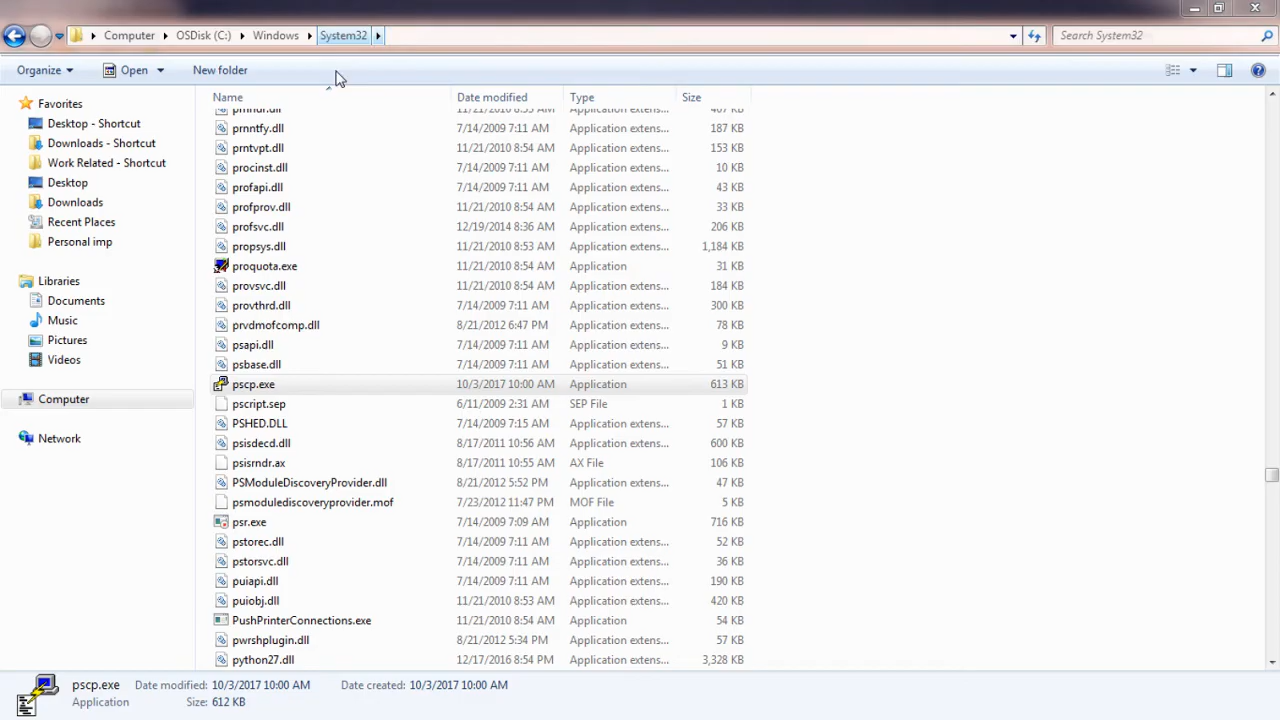 Computer OSDisk (C:) Windows System32 Search System32
Organize Open New folder
Name Date modified Type Size
Favorites
Desktop - Shortcut
Downloads - Shortcut
Work Related - Shortcut
Desktop
Downloads
Recent Places
Personal imp
Libraries
Documents
Music
Pictures
Videos
Computer
Network
prnntfy.dll 7/14/2009 7:11 AM Application extens... 187 KB
prntvpt.dll 11/21/2010 8:54 AM Application extens... 153 KB
procinst.dll 7/14/2009 7:11 AM Application extens... 10 KB
profapi.dll 7/14/2009 7:11 AM Application extens... 43 KB
profprov.dll 11/21/2010 8:54 AM Application extens... 33 KB
profsvc.dll 12/19/2014 8:36 AM Application extens... 206 KB
propsys.dll 11/21/2010 8:53 AM Application extens... 1,184 KB
proquota.exe 11/21/2010 8:54 AM Application 31 KB
provsvc.dll 11/21/2010 8:54 AM Application extens... 184 KB
provthrd.dll 7/14/2009 7:11 AM Application extens... 300 KB
prvdmofcomp.dll 8/21/2012 6:47 PM Application extens... 78 KB
psapi.dll 7/14/2009 7:11 AM Application extens... 9 KB
psbase.dll 7/14/2009 7:11 AM Application extens... 51 KB
pscp.exe 10/3/2017 10:00 AM Application 613 KB
pscript.sep 6/11/2009 2:31 AM SEP File 1 KB
PSHED.DLL 7/14/2009 7:15 AM Application extens... 57 KB
psisdecd.dll 8/17/2011 10:56 AM Application extens... 600 KB
psisrndr.ax 8/17/2011 10:55 AM AX File 106 KB
PSModuleDiscoveryProvider.dll 8/21/2012 5:52 PM Application extens... 47 KB
psmodulediscoveryprovider.mof 7/23/2012 11:47 PM MOF File 5 KB
psr.exe 7/14/2009 7:09 AM Application 716 KB
pstorec.dll 7/14/2009 7:11 AM Application extens... 52 KB
pstorsvc.dll 7/14/2009 7:11 AM Application extens... 36 KB
puiapi.dll 7/14/2009 7:11 AM Application extens... 190 KB
puiobj.dll 11/21/2010 8:53 AM Application extens... 420 KB
PushPrinterConnections.exe 11/21/2010 8:54 AM Application 54 KB
pwrshplugin.dll 8/21/2012 5:34 PM Application extens... 57 KB
python27.dll 12/17/2016 8:54 PM Application extens... 3,328 KB
pscp.exe Date modified: 10/3/2017 10:00 AM Date created: 10/3/2017 10:00 AM
Application Size: 612 KB